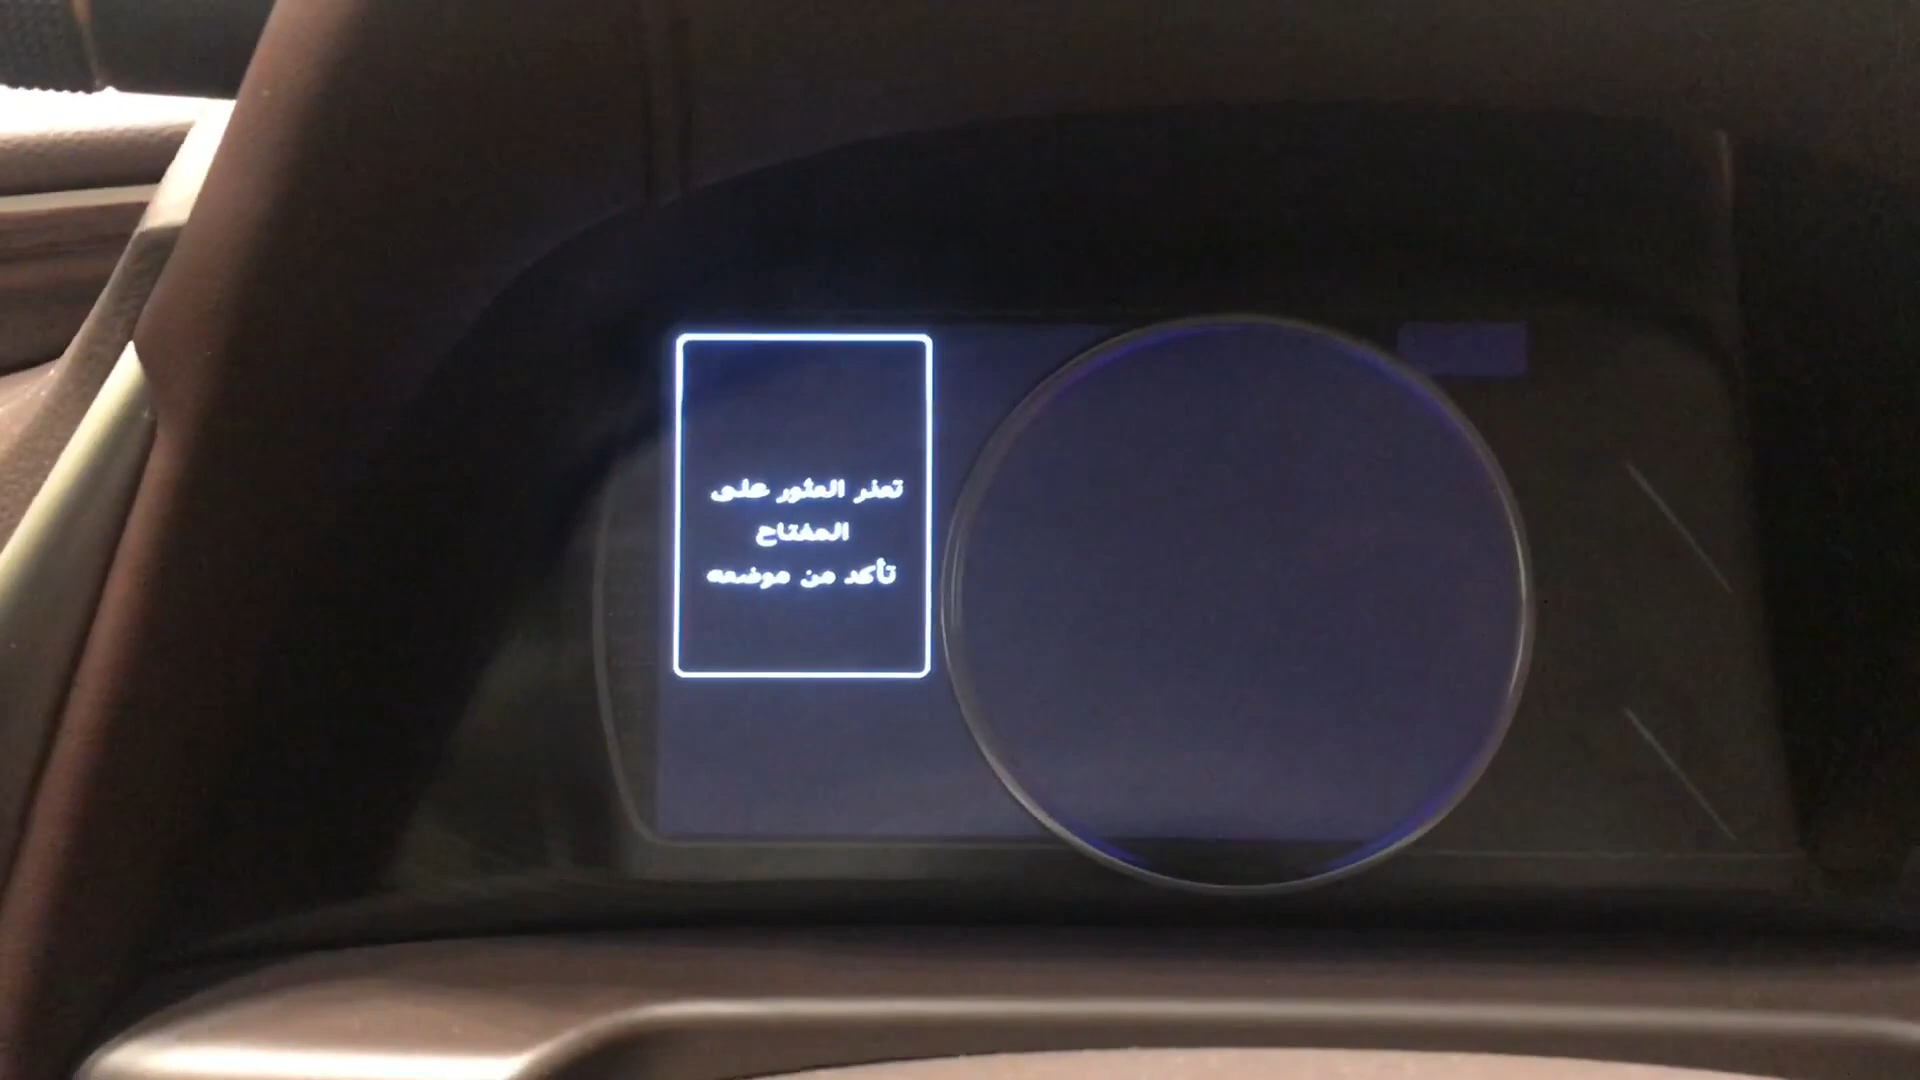 تعذر العثور على
المفتاح
تأكد من موضعه